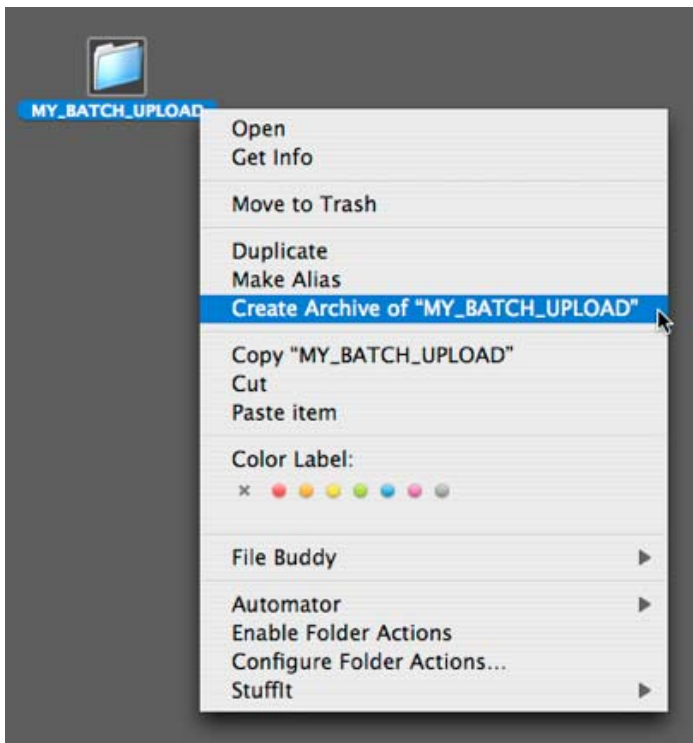 MY_BATCH_UPLOAD
Open
Get Info
Move to Trash
Duplicate
Make Alias
Create Archive of “MY_BATCH_UPLOAD”
Copy “MY_BATCH_UPLOAD”
Cut
Paste item
Color Label:
File Buddy
Automator
Enable Folder Actions
Configure Folder Actions...
StuffIt